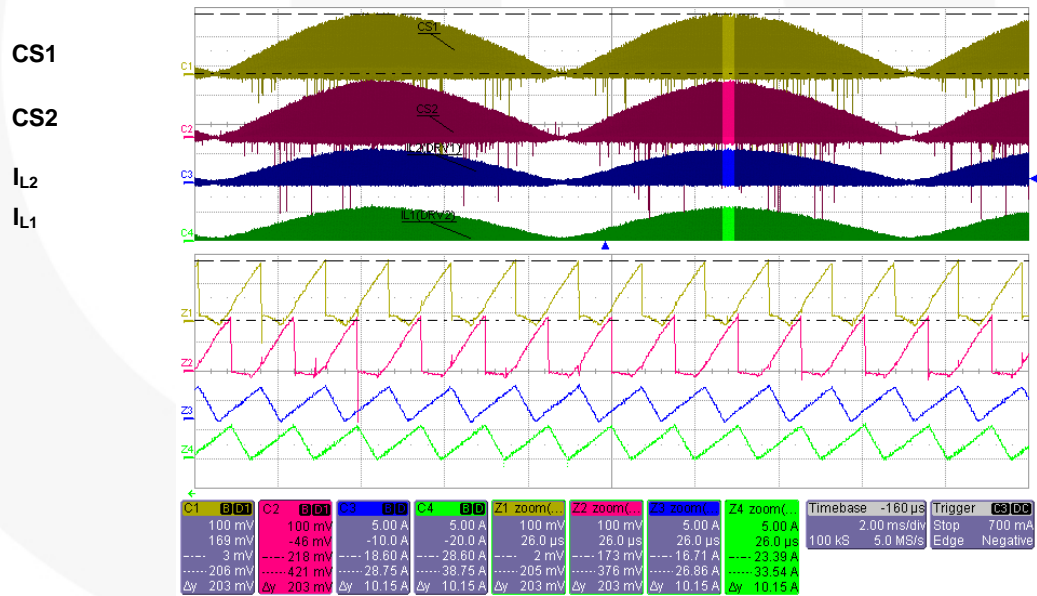 CS1
CS2
IL2
IL1
CS1
CS2
IL1(DRV2)
C1
C2
C3
C4
Z1
Z2
Z3
Z4
C1 B D1
100 mV
169 mV
3 mV
206 mV
Δy 203 mV
C2 B D1
100 mV
-46 mV
218 mV
421 mV
Δy 203 mV
C3 B D
5.00 A
-10.0 A
18.60 A
28.75 A
Δy 10.15 A
C4 B D
5.00 A
-20.0 A
28.60 A
38.75 A
Δy 10.15 A
Z1 zoom(...
100 mV
26.0 µs
2 mV
205 mV
Δy 203 mV
Z2 zoom(...
100 mV
26.0 µs
173 mV
376 mV
Δy 203 mV
Z3 zoom(...
5.00 A
26.0 µs
16.71 A
26.86 A
Δy 10.15 A
Z4 zoom(...
5.00 A
26.0 µs
23.39 A
33.54 A
Δy 10.15 A
Timebase -160 µs
2.00 ms/div
100 kS 5.0 MS/s
Trigger C3 DC
Stop 700 mA
Edge Negative